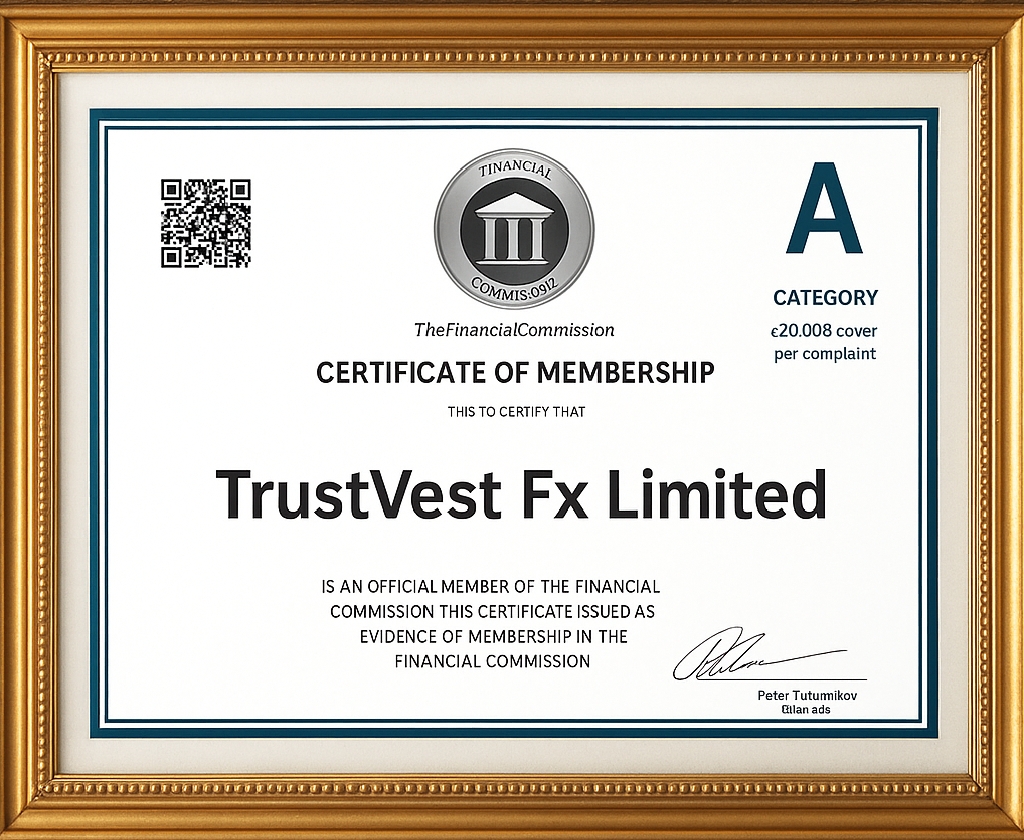 TINANCIAL
COMMIS:0912
TheFinancialCommission
A
CATEGORY
€20.008 cover
per complaint
CERTIFICATE OF MEMBERSHIP
THIS TO CERTIFY THAT
TrustVest Fx Limited
IS AN OFFICIAL MEMBER OF THE FINANCIAL
COMMISSION THIS CERTIFICATE ISSUED AS
EVIDENCE OF MEMBERSHIP IN THE
FINANCIAL COMMISSION
Peter Tutumikov
ads